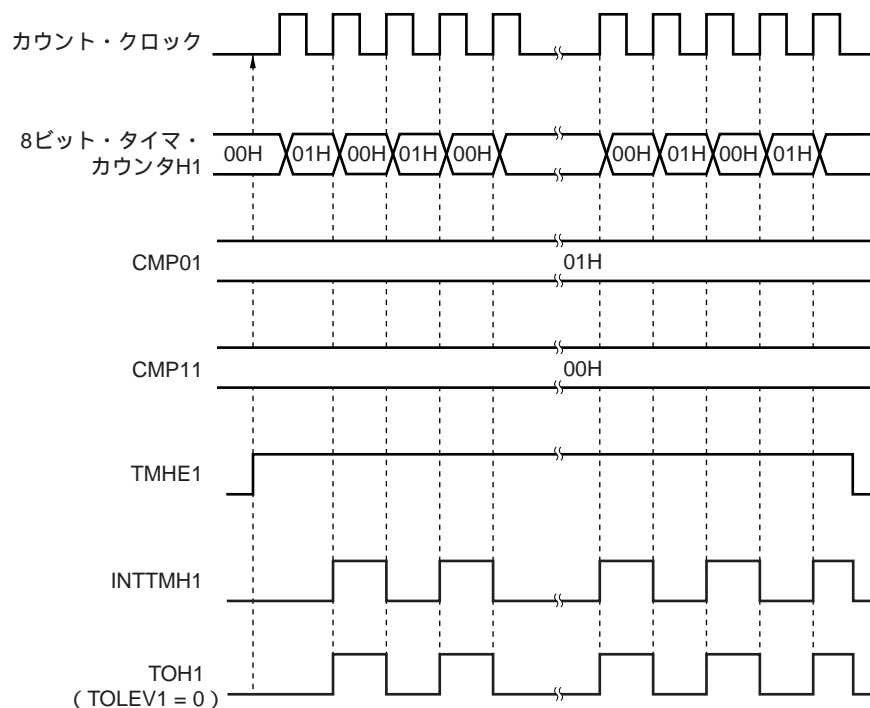 カウント・クロック
8ビット・タイマ・
カウンタH1
00H 01H 00H 01H 00H 00H 01H 00H 01H
CMP01
01H
CMP11
00H
TMHE1
INTTMH1
TOH1
( TOLEV1 = 0 )